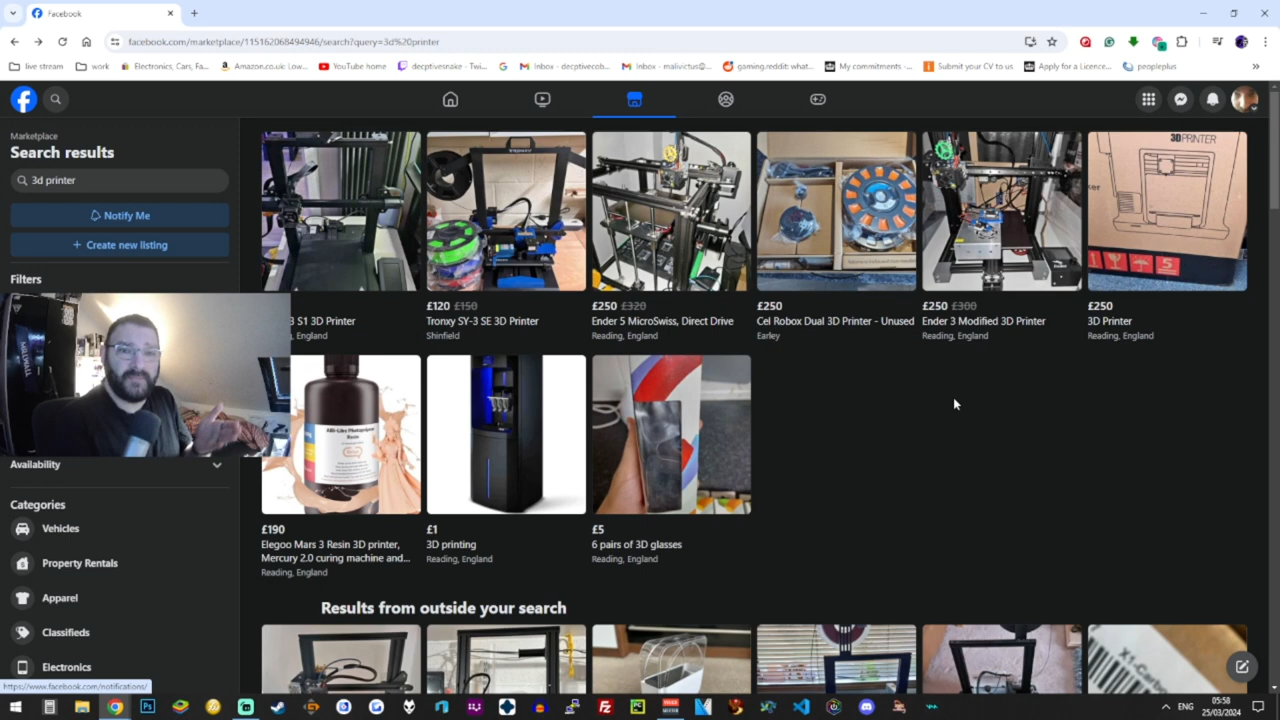 Facebook
facebook.com/marketplace/115162068494946/search?query=3d%20printer
live stream
work
Electronics, Cars, Fa...
Amazon.co.uk: Low...
YouTube home
decptivesnake - Twi...
Inbox - decptivecob...
Inbox - malivictus@...
gaming.reddit: what...
My commitments -...
Submit your CV to us
Apply for a Licence...
peopleplus
Marketplace
Search results
3d printer
Notify Me
+ Create new listing
Filters
Availability
Categories
Vehicles
Property Rentals
Apparel
Classifieds
Electronics
https://www.facebook.com/notifications/
3 S1 3D Printer
, England
£120 £150
Tronxy SY-3 SE 3D Printer
Shinfield
£250 £320
Ender 5 MicroSwiss, Direct Drive
Reading, England
£250
Cel Robox Dual 3D Printer - Unused
Earley
£250 £300
Ender 3 Modified 3D Printer
Reading, England
3D PRINTER
£250
3D Printer
Reading, England
ABS-Like Photopolymer
Resin
£190
Elegoo Mars 3 Resin 3D printer,
Mercury 2.0 curing machine and...
Reading, England
£1
3D printing
Reading, England
£5
6 pairs of 3D glasses
Reading, England
Results from outside your search
X1-Carbo
ENG
05:58
25/03/2024